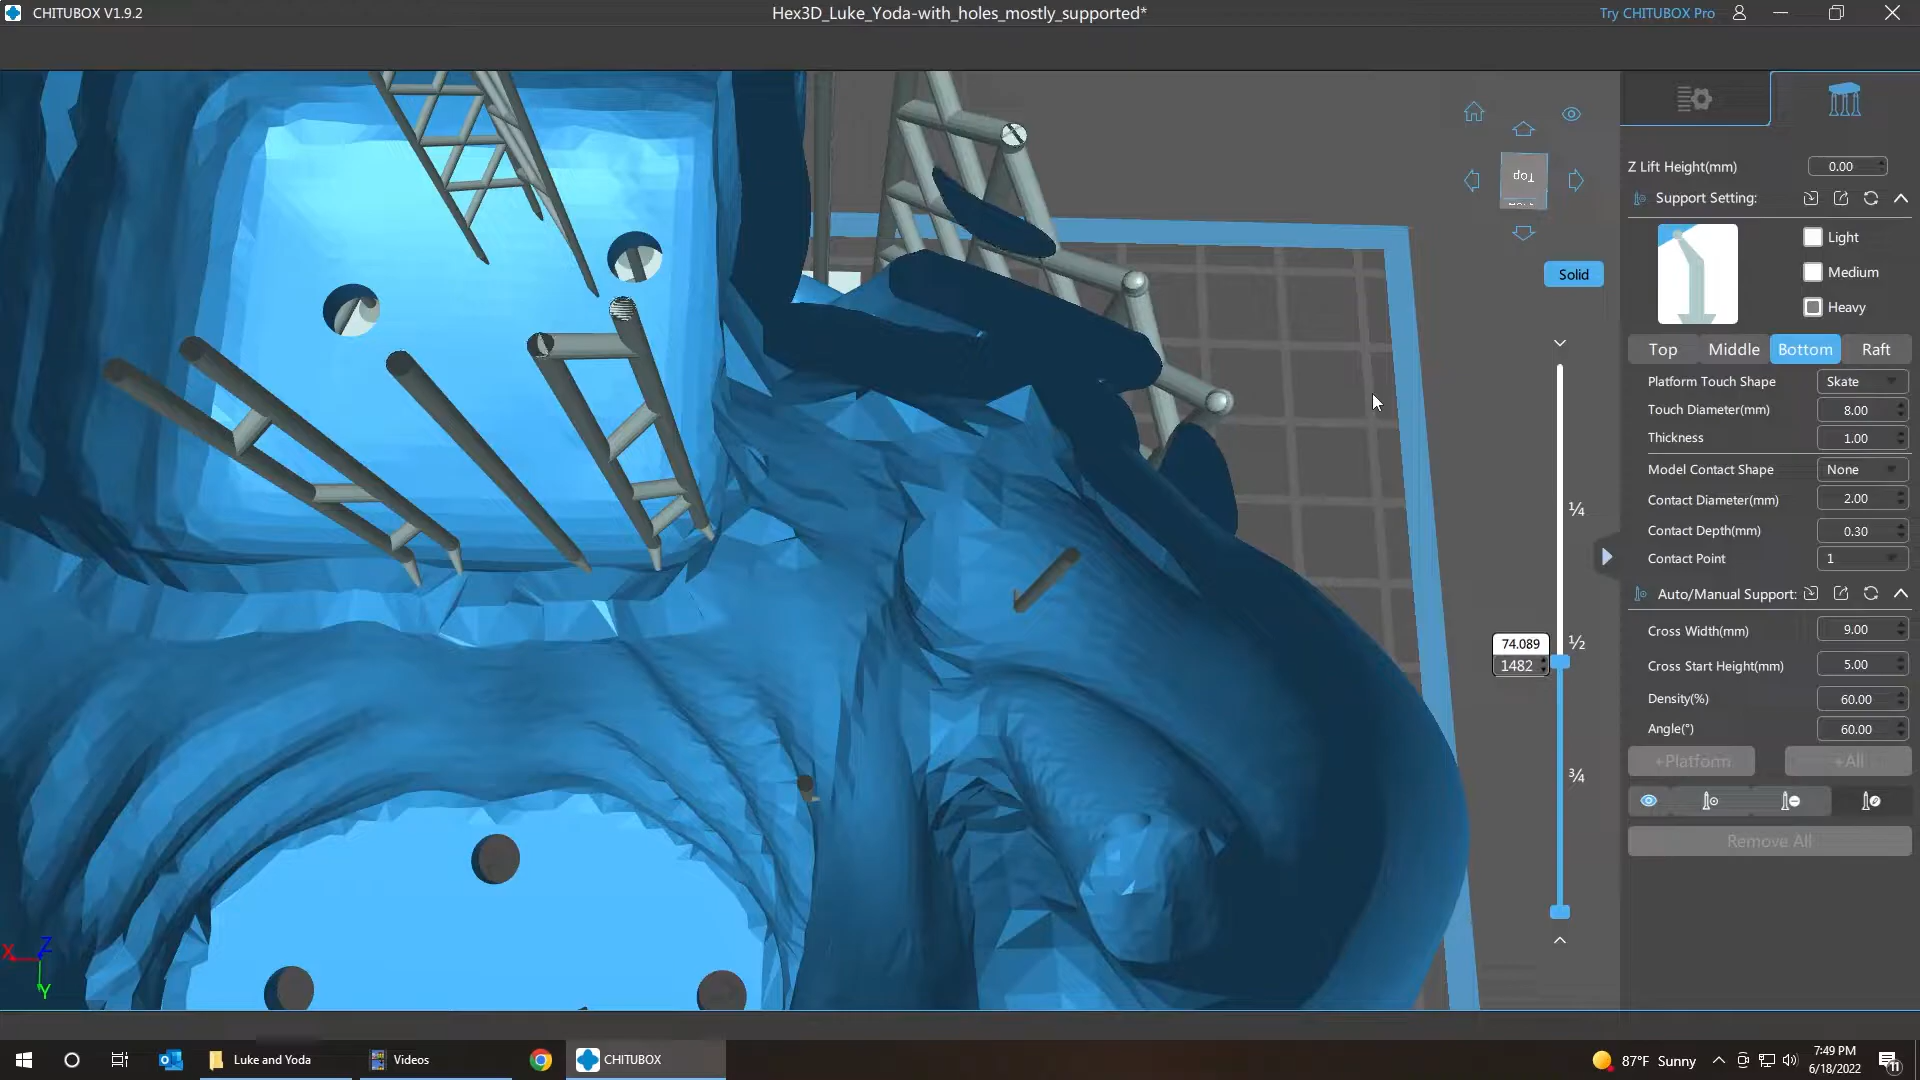 CHITUBOX V1.9.2
Hex3D_Luke_Yoda-with_holes_mostly_supported*
Try CHITUBOX Pro
Top
Solid
Z Lift Height(mm) 0.00
Support Setting:
Light
Medium
Heavy
Top Middle Bottom Raft
Platform Touch Shape Skate
Touch Diameter(mm) 8.00
Thickness 1.00
Model Contact Shape None
Contact Diameter(mm) 2.00
Contact Depth(mm) 0.30
Contact Point 1
Auto/Manual Support:
Cross Width(mm) 9.00
Cross Start Height(mm) 5.00
Density(%) 60.00
Angle(°) 60.00
+Platform +All
Remove All
¼
½
¾
74.089
1482
X Z
Y
Luke and Yoda
Videos
CHITUBOX
87°F Sunny
7:49 PM
6/18/2022
11